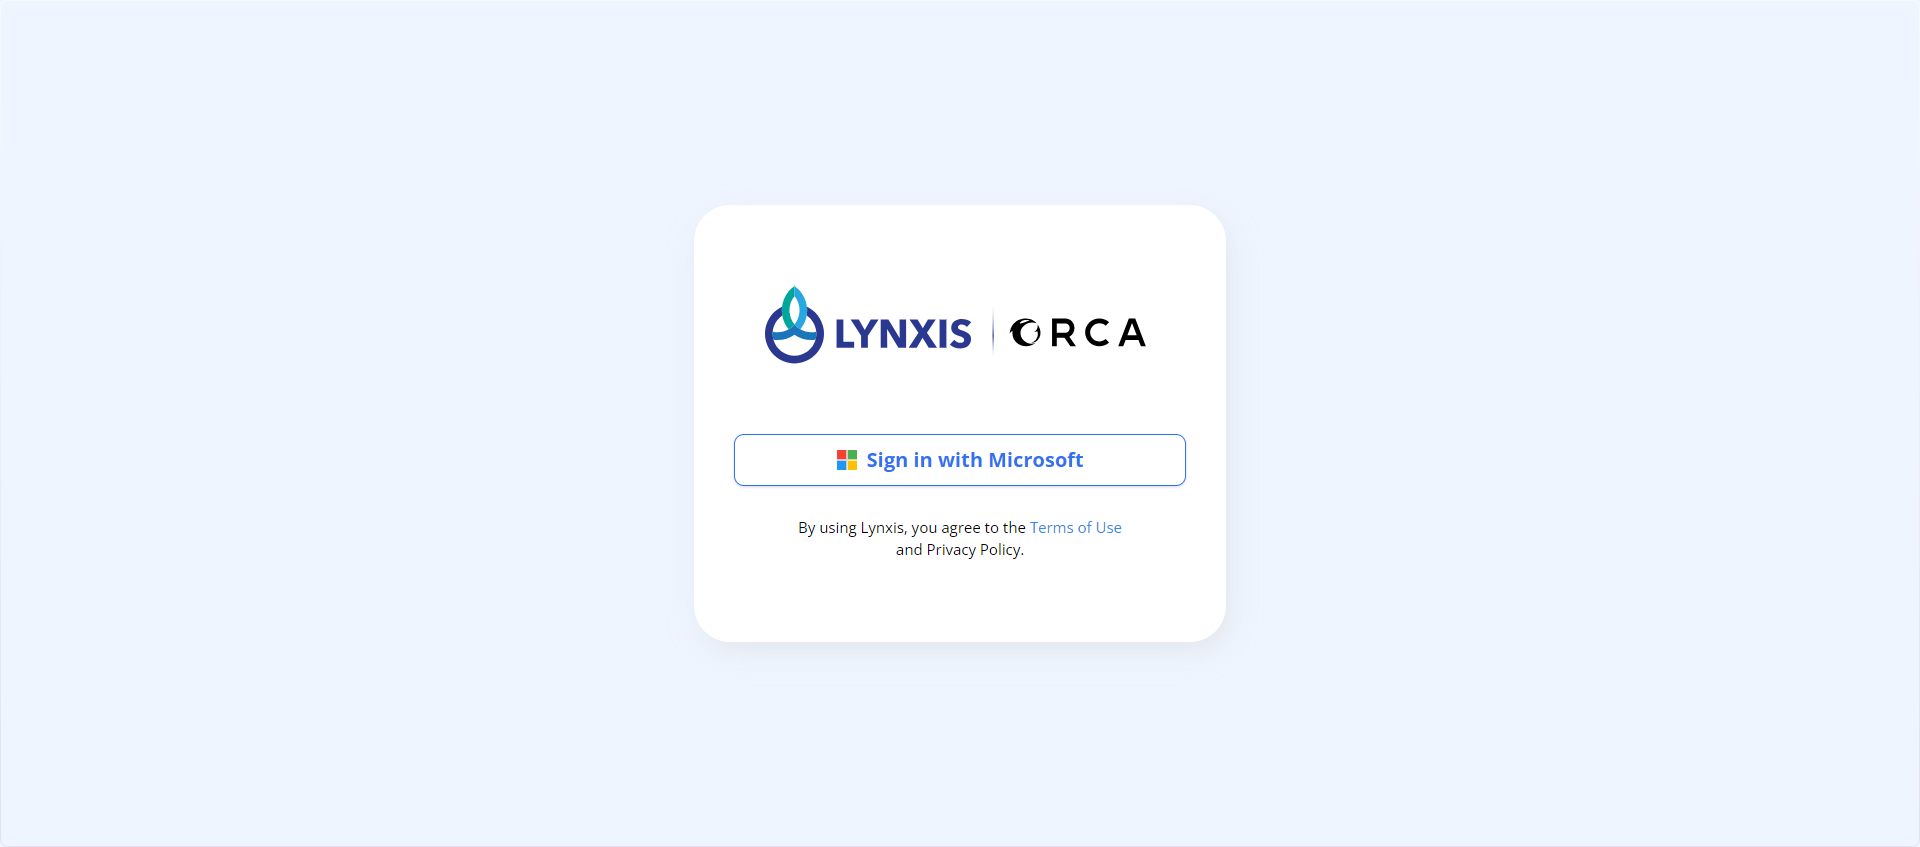 LYNXIS | ORCA
Sign in with Microsoft
By using Lynxis, you agree to the Terms of Use
and Privacy Policy.